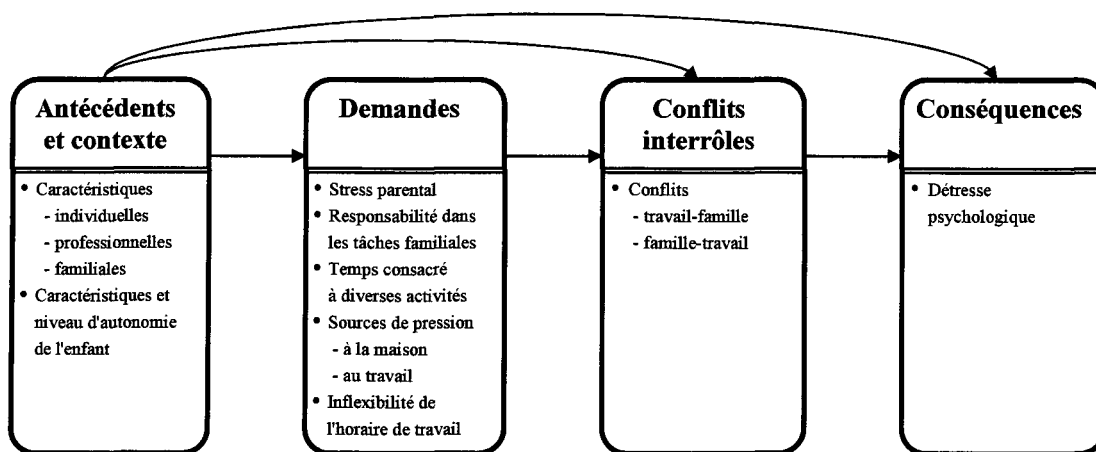 Antécédents
et contexte
• Caractéristiques
- individuelles
- professionnelles
- familiales
• Caractéristiques et
niveau d'autonomie
de l'enfant
Demandes
• Stress parental
• Responsabilité dans
les tâches familiales
• Temps consacré
à diverses activités
• Sources de pression
- à la maison
- au travail
• Inflexibilité de
l'horaire de travail
Conflits
interrôles
• Conflits
- travail-famille
- famille-travail
Conséquences
• Détresse
psychologique